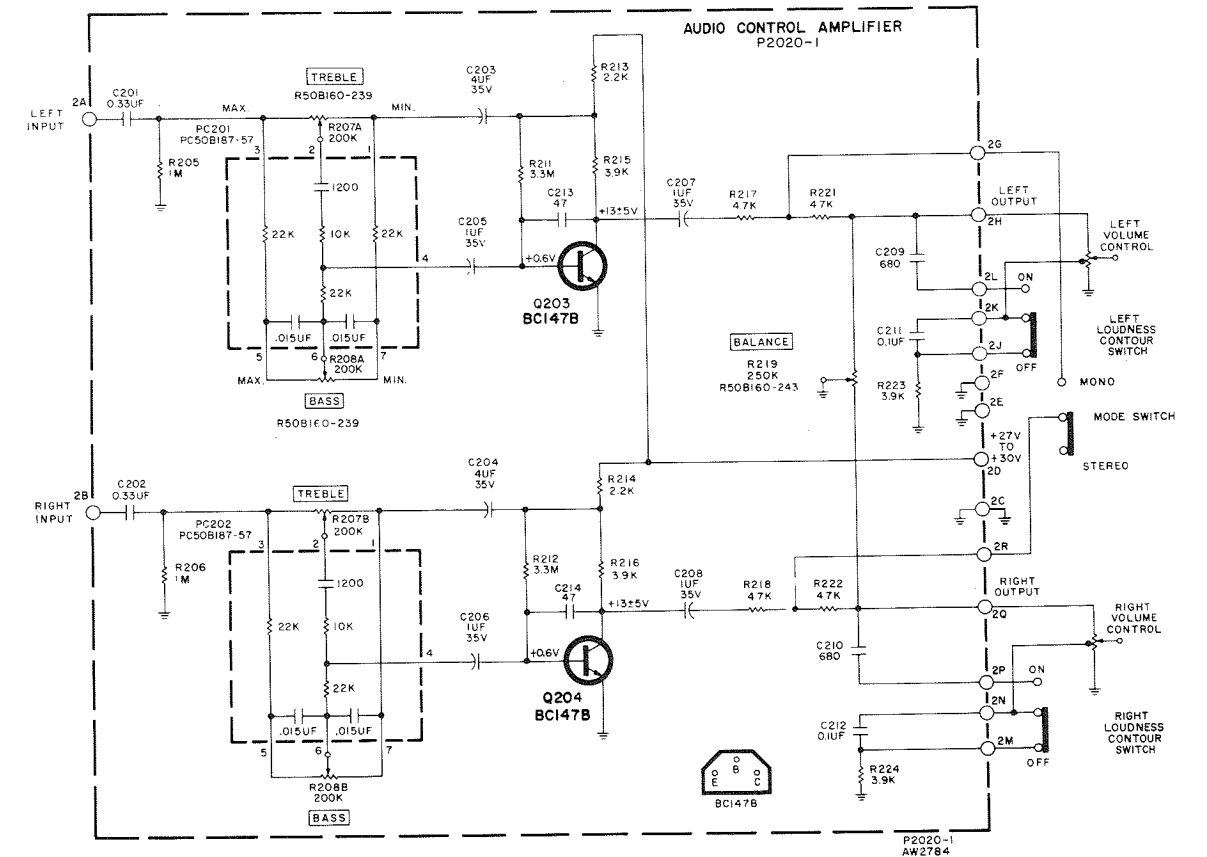 AUDIO CONTROL AMPLIFIER
P2020-1
LEFT
INPUT
2A
C201
0.33UF
R205
1M
PC201
PC50B187-57
TREBLE
R50B160-239
MAX.
MIN.
R207A
200K
3
2
1
1200
22K
10K
22K
4
22K
.015UF
.015UF
5
6
7
R208A
200K
MAX.
MIN.
BASS
R50B160-239
C203
4UF
35V
C205
1UF
35V
R211
3.3M
C213
47
R213
2.2K
R215
3.9K
+13±5V
+0.6V
Q203
BC147B
C207
1UF
35V
R217
4.7K
R221
4.7K
2G
LEFT
OUTPUT
2H
LEFT
VOLUME
CONTROL
C209
680
2L
ON
2K
C211
0.1UF
2J
OFF
LEFT
LOUDNESS
CONTOUR
SWITCH
R223
3.9K
2F
2E
MONO
MODE SWITCH
STEREO
BALANCE
R219
250K
R50B160-243
+27V
TO
+30V
2D
2C
2R
RIGHT
INPUT
2B
C202
0.33UF
R206
1M
PC202
PC50B187-57
TREBLE
R207B
200K
3
2
1
1200
22K
10K
4
22K
.015UF
.015UF
5
6
7
R208B
200K
BASS
C204
4UF
35V
C206
1UF
35V
R212
3.3M
C214
47
R214
2.2K
R216
3.9K
+13±5V
+0.6V
Q204
BC147B
C208
1UF
35V
R218
4.7K
R222
4.7K
RIGHT
OUTPUT
2Q
RIGHT
VOLUME
CONTROL
C210
680
2P
ON
2N
C212
0.1UF
2M
OFF
RIGHT
LOUDNESS
CONTOUR
SWITCH
R224
3.9K
B
E
C
BC147B
P2020-1
AW2784